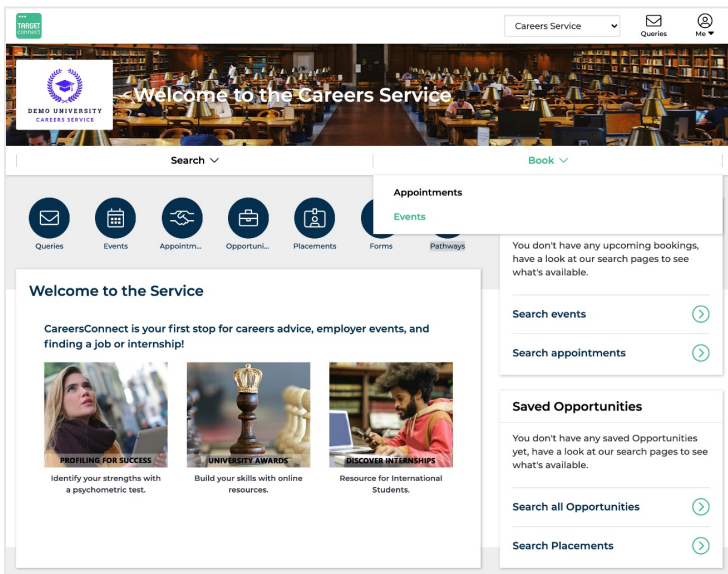 TARGET
connect
Careers Service
Queries
Me
DEMO UNIVERSITY
CAREERS SERVICE
Welcome to the Careers Service
Search
Book
Appointments
Events
Queries
Events
Appointm...
Opportuni...
Placements
Forms
Pathways
You don't have any upcoming bookings,
have a look at our search pages to see
what's available.
Search events
Search appointments
Welcome to the Service
CareersConnect is your first stop for careers advice, employer events, and
finding a job or internship!
PROFILING FOR SUCCESS
UNIVERSITY AWARDS
DISCOVER INTERNSHIPS
Identify your strengths with
a psychometric test.
Build your skills with online
resources.
Resource for International
Students.
Saved Opportunities
You don't have any saved Opportunities
yet, have a look at our search pages to see
what's available.
Search all Opportunities
Search Placements